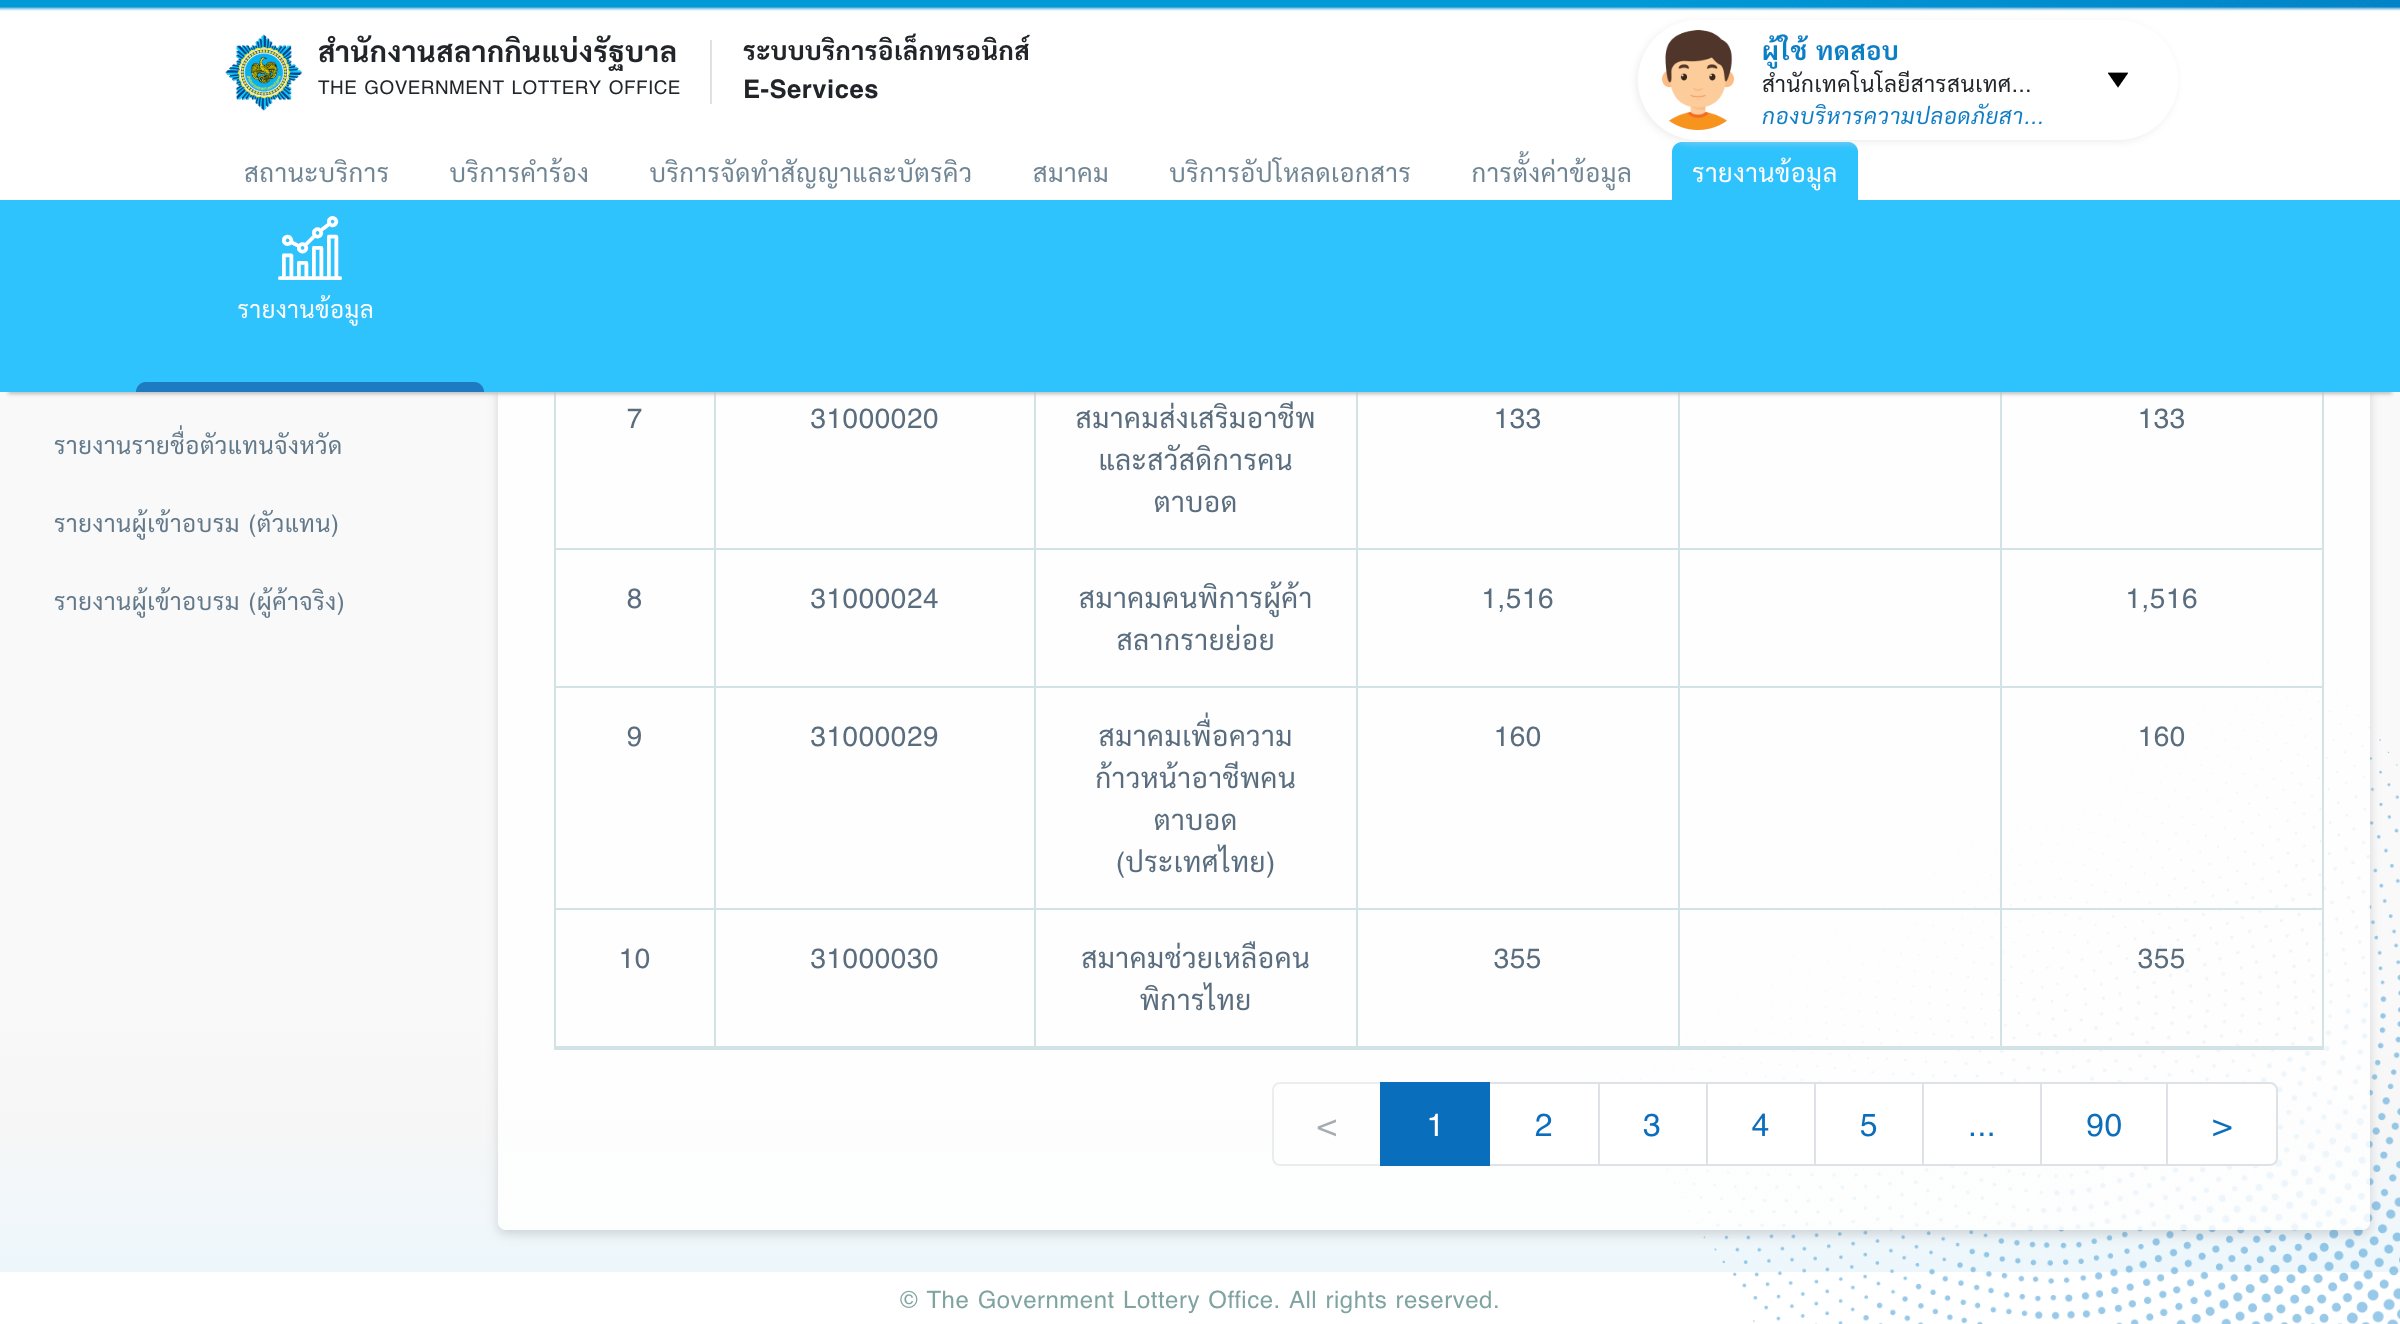 สำนักงานสลากกินแบ่งรัฐบาล
THE GOVERNMENT LOTTERY OFFICE
ระบบบริการอิเล็กทรอนิกส์
E-Services
ผู้ใช้ ทดสอบ
สำนักเทคโนโลยีสารสนเทศ...
กองบริหารความปลอดภัยสา...
สถานะบริการ บริการคำร้อง บริการจัดทำสัญญาและบัตรคิว สมาคม บริการอัปโหลดเอกสาร การตั้งค่าข้อมูล รายงานข้อมูล
รายงานข้อมูล
รายงานรายชื่อตัวแทนจังหวัด
รายงานผู้เข้าอบรม (ตัวแทน)
รายงานผู้เข้าอบรม (ผู้ค้าจริง)
7 31000020 สมาคมส่งเสริมอาชีพ 133 133
และสวัสดิการคน
ตาบอด
8 31000024 สมาคมคนพิการผู้ค้า 1,516 1,516
สลากรายย่อย
9 31000029 สมาคมเพื่อความ 160 160
ก้าวหน้าอาชีพคน
ตาบอด
(ประเทศไทย)
10 31000030 สมาคมช่วยเหลือคน 355 355
พิการไทย
< 1 2 3 4 5 ... 90 >
© The Government Lottery Office. All rights reserved.